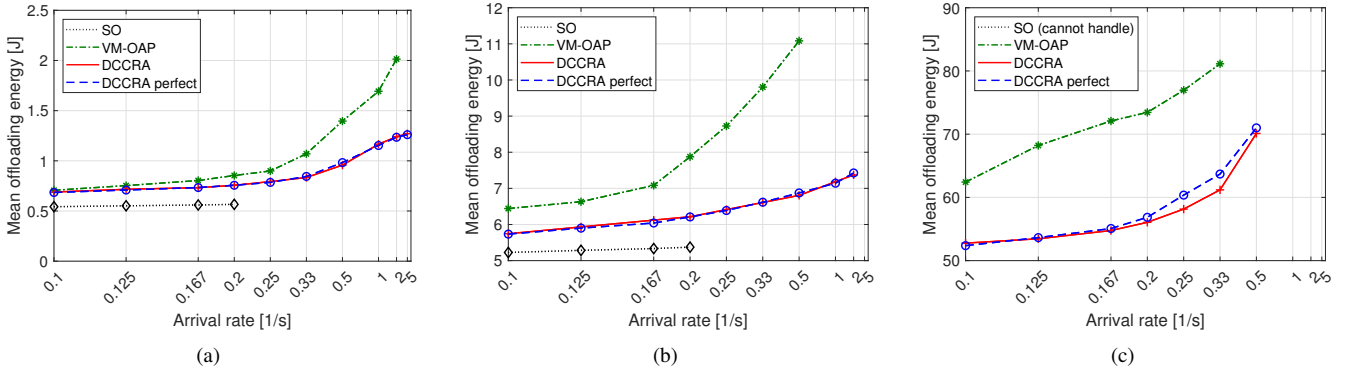 2.5
2
1.5
1
0.5
0
Mean offloading energy [J]
SO
VM-OAP
DCCRA
DCCRA perfect
0.1
0.125
0.167
0.2
0.25
0.33
0.5
1
2
5
Arrival rate [1/s]
(a)
12
11
10
9
8
7
6
5
Mean offloading energy [J]
SO
VM-OAP
DCCRA
DCCRA perfect
0.1
0.125
0.167
0.2
0.25
0.33
0.5
1
2
5
Arrival rate [1/s]
(b)
90
80
70
60
50
Mean offloading energy [J]
SO (cannot handle)
VM-OAP
DCCRA
DCCRA perfect
0.1
0.125
0.167
0.2
0.25
0.33
0.5
1
2
5
Arrival rate [1/s]
(c)